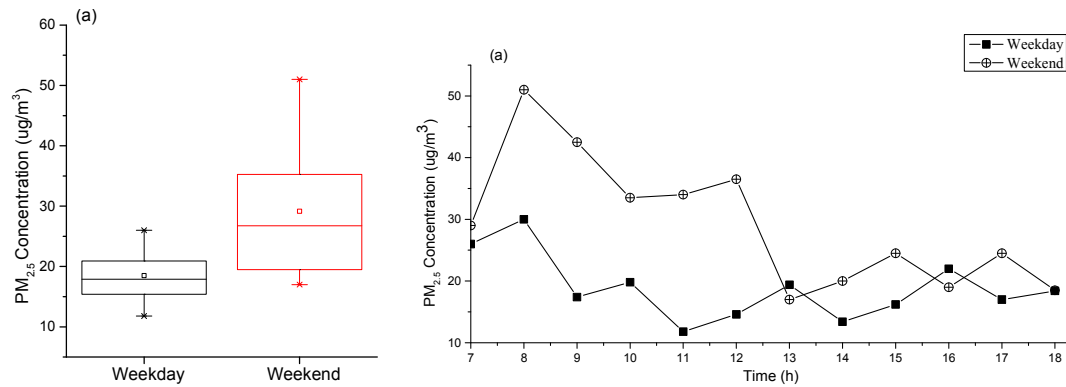 (a)
60
50
40
30
20
10
PM2.5 Concentration (ug/m3)
Weekday
Weekend
(a)
Weekday
Weekend
50
40
30
20
10
PM2.5 Concentration (ug/m3)
7 8 9 10 11 12 13 14 15 16 17 18
Time (h)